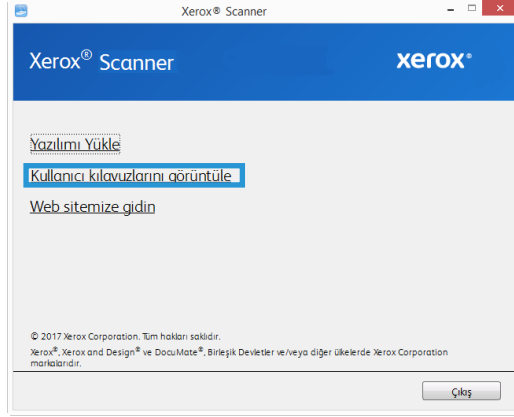 Xerox® Scanner
Xerox® Scanner
xerox®
Yazılımı Yükle
Kullanıcı kılavuzlarını görüntüle
Web sitemize gidin
© 2017 Xerox Corporation. Tüm hakları saklıdır.
Xerox®, Xerox and Design® ve DocuMate®, Birleşik Devletler ve/veya diğer ülkelerde Xerox Corporation
markalarıdır.
Çıkış